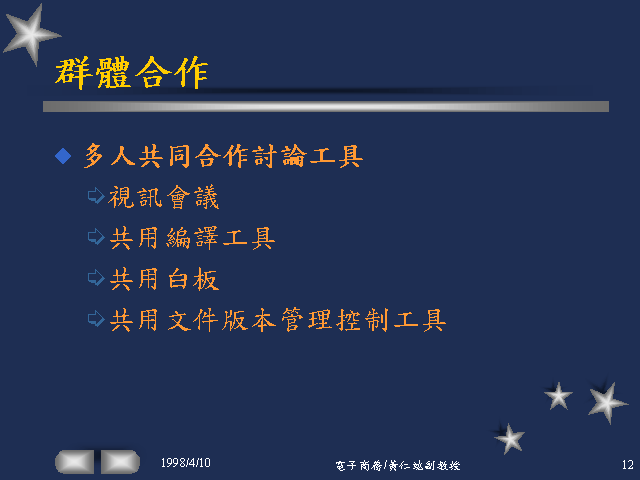 群體合作
多人共同合作討論工具
視訊會議
共用編譯工具
共用白板
共用文件版本管理控制工具
1998/4/10
電子商務/黃仁 副教授
12